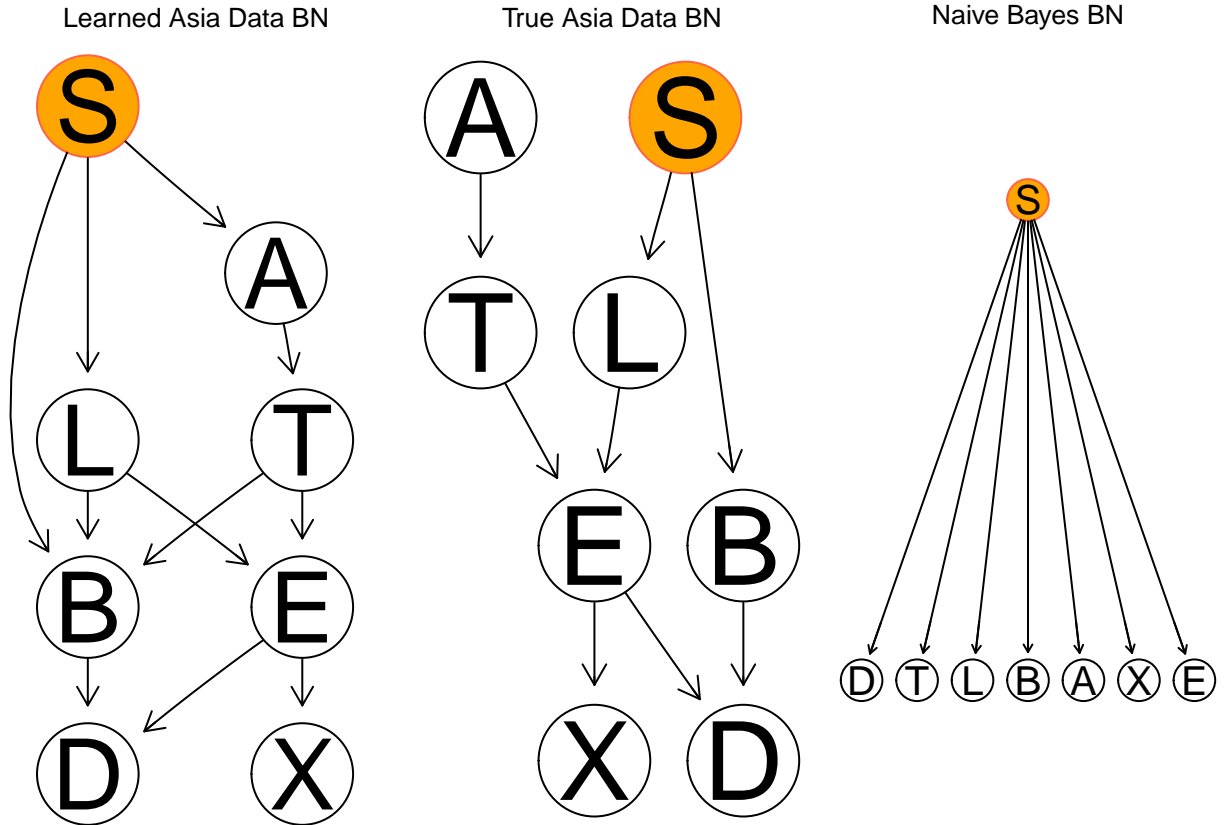 Learned Asia Data BN
S
A
L
T
B
E
D
X
True Asia Data BN
A
S
T
L
E
B
X
D
Naive Bayes BN
S
D
T
L
B
A
X
E